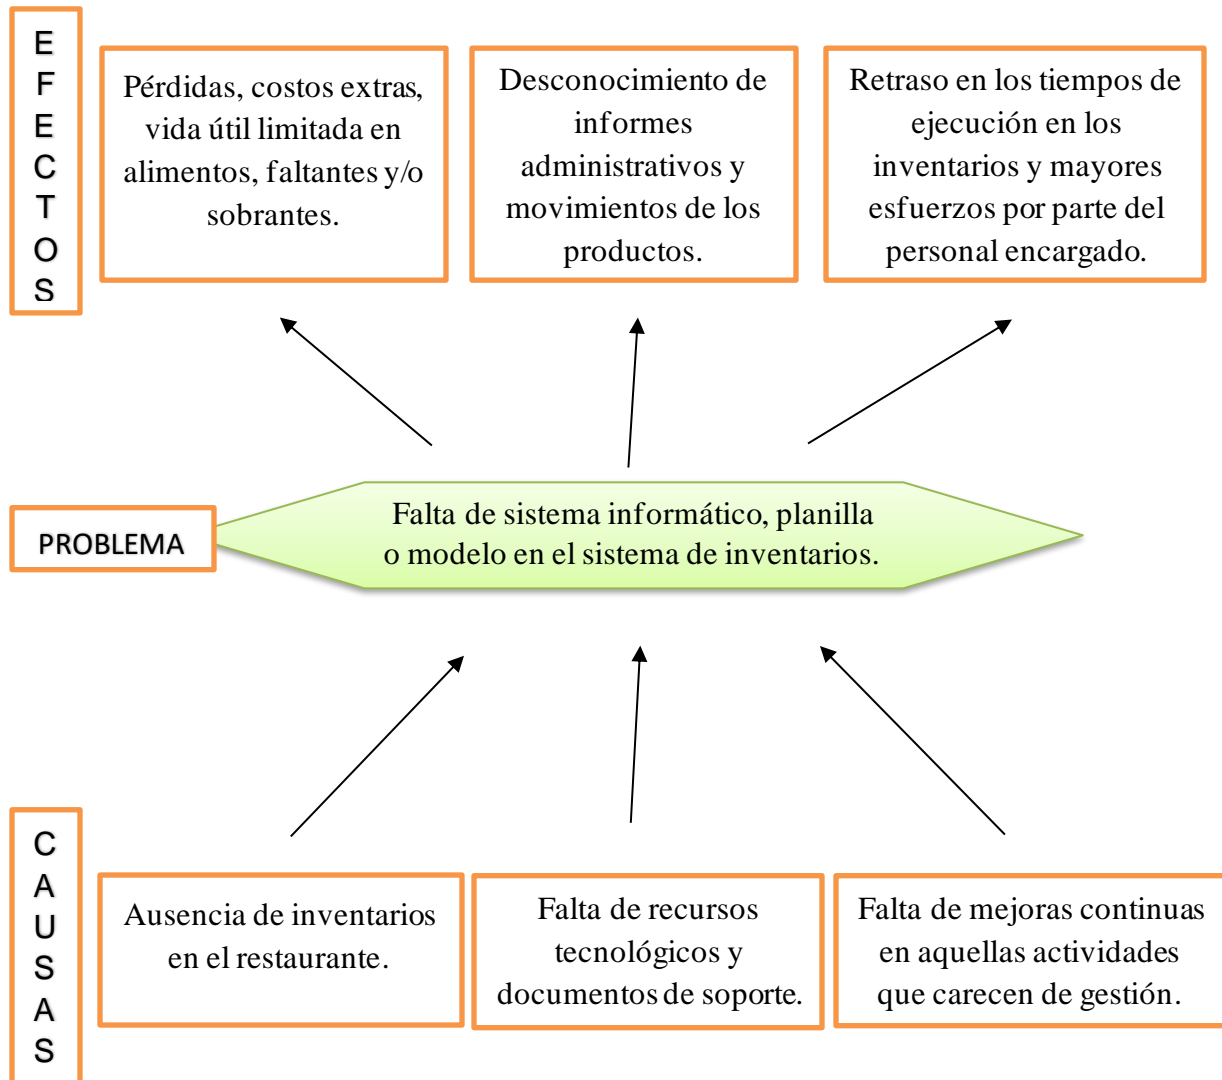 E
F
E
C
T
O
S
Pérdidas, costos extras,
vida útil limitada en
alimentos, faltantes y/o
sobrantes.
Desconocimiento de
informes
administrativos y
movimientos de los
productos.
Retraso en los tiempos de
ejecución en los
inventarios y mayores
esfuerzos por parte del
personal encargado.
PROBLEMA
Falta de sistema informático, planilla
o modelo en el sistema de inventarios.
C
A
U
S
A
S
Ausencia de inventarios
en el restaurante.
Falta de recursos
tecnológicos y
documentos de soporte.
Falta de mejoras continuas
en aquellas actividades
que carecen de gestión.